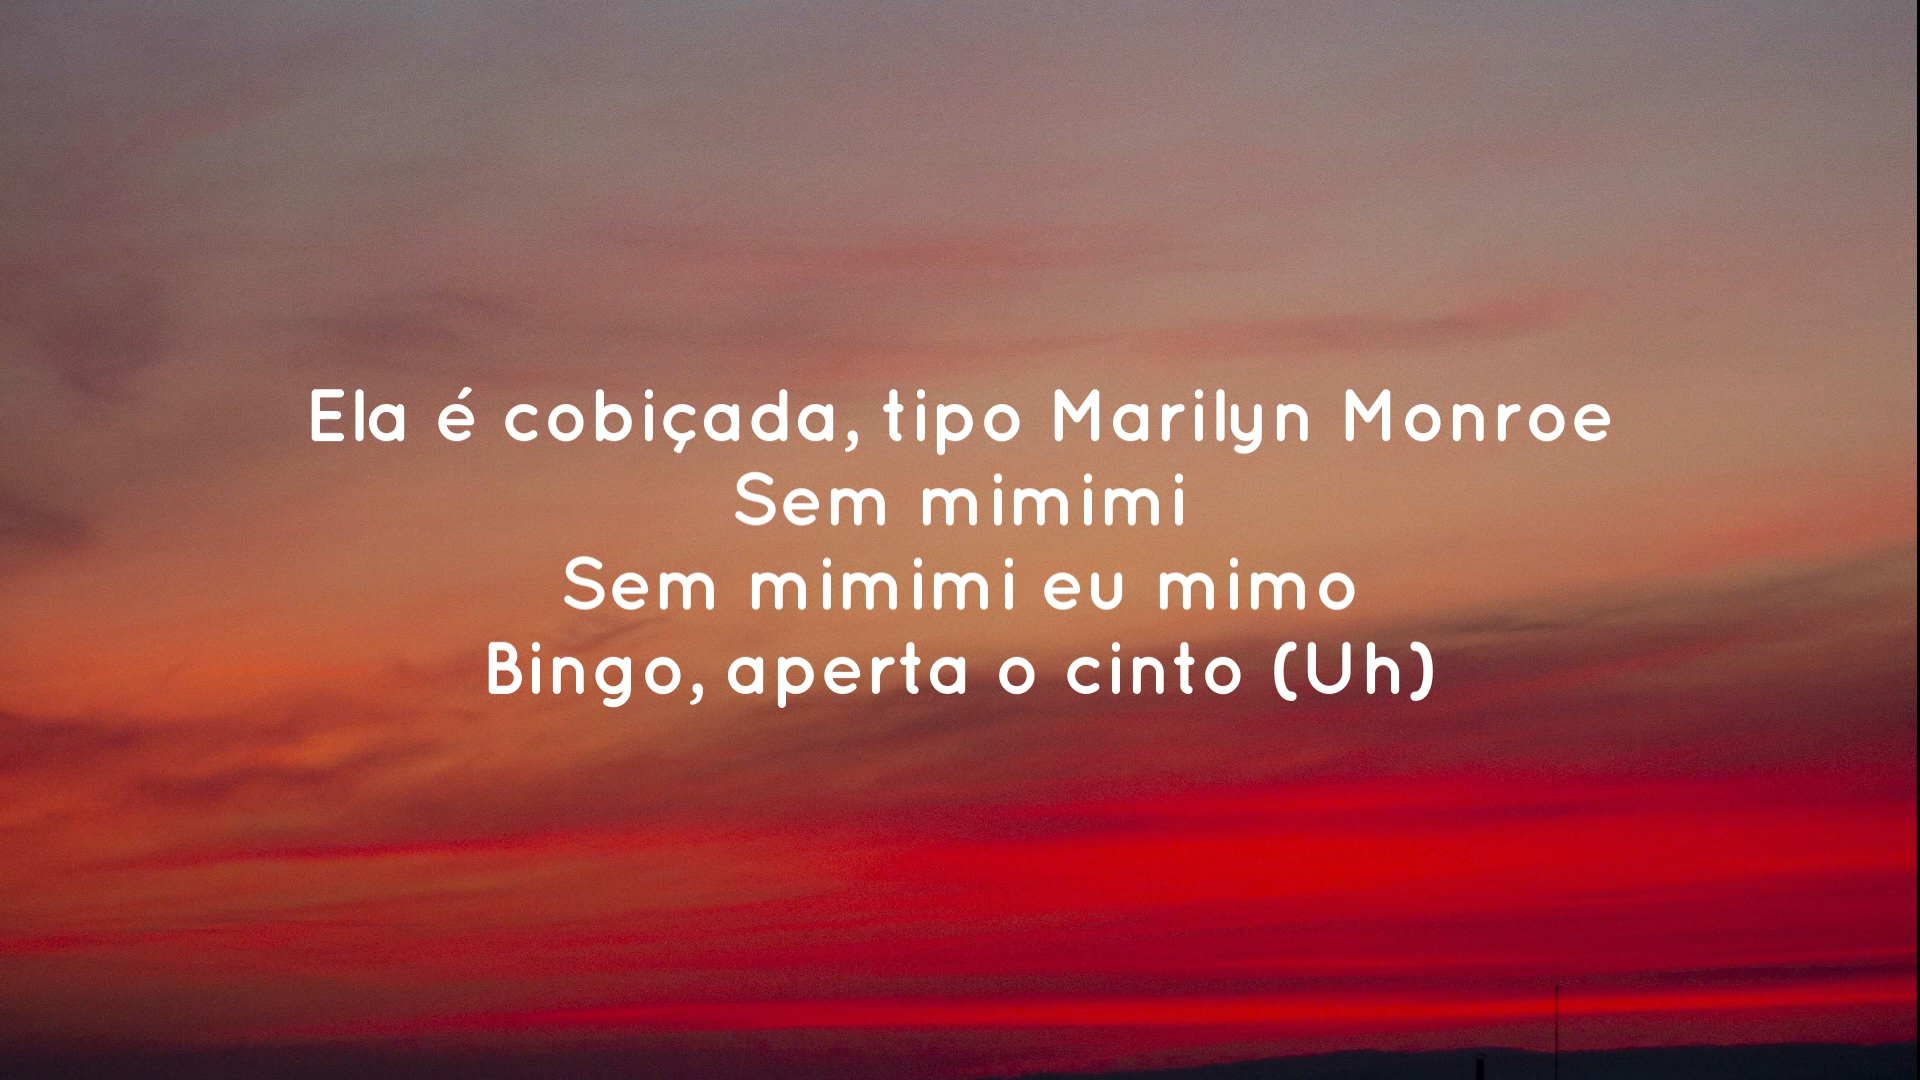 Ela é cobiçada, tipo Marilyn Monroe
Sem mimimi
Sem mimimi eu mimo
Bingo, aperta o cinto (Uh)